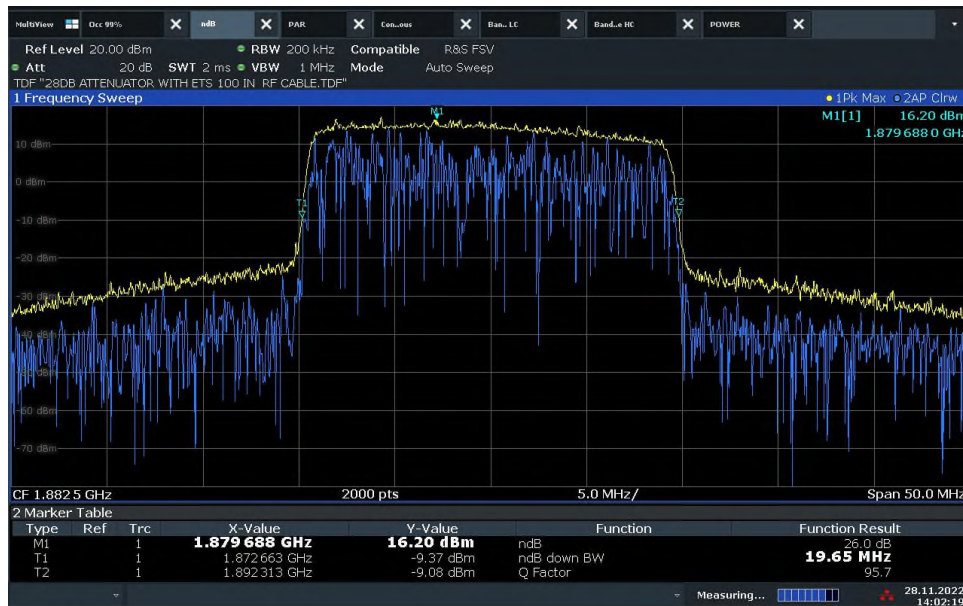 MultiView Occ 99% ndB PAR Con..ous Ban.. LC Band..e HC POWER
Ref Level 20.00 dBm RBW 200 kHz Compatible R&S FSV
Att 20 dB SWT 2 ms VBW 1 MHz Mode Auto Sweep
TDF "28DB ATTENUATOR WITH ETS 100 IN RF CABLE.TDF"
1 Frequency Sweep 1Pk Max 2AP Clrw
M1 M1[1] 16.20 dBm
1.879 688 0 GHz
10 dBm
0 dBm
T1 T2
-10 dBm
-20 dBm
-30 dBm
-40 dBm
-60 dBm
-70 dBm
CF 1.882 5 GHz 2000 pts 5.0 MHz/ Span 50.0 MHz
2 Marker Table
Type Ref Trc X-Value Y-Value Function Function Result
M1 1 1.879 688 GHz 16.20 dBm ndB 26.0 dB
T1 1 1.872 663 GHz -9.37 dBm ndB down BW 19.65 MHz
T2 1 1.892 313 GHz -9.08 dBm Q Factor 95.7
Measuring... 28.11.2022
14:02:19